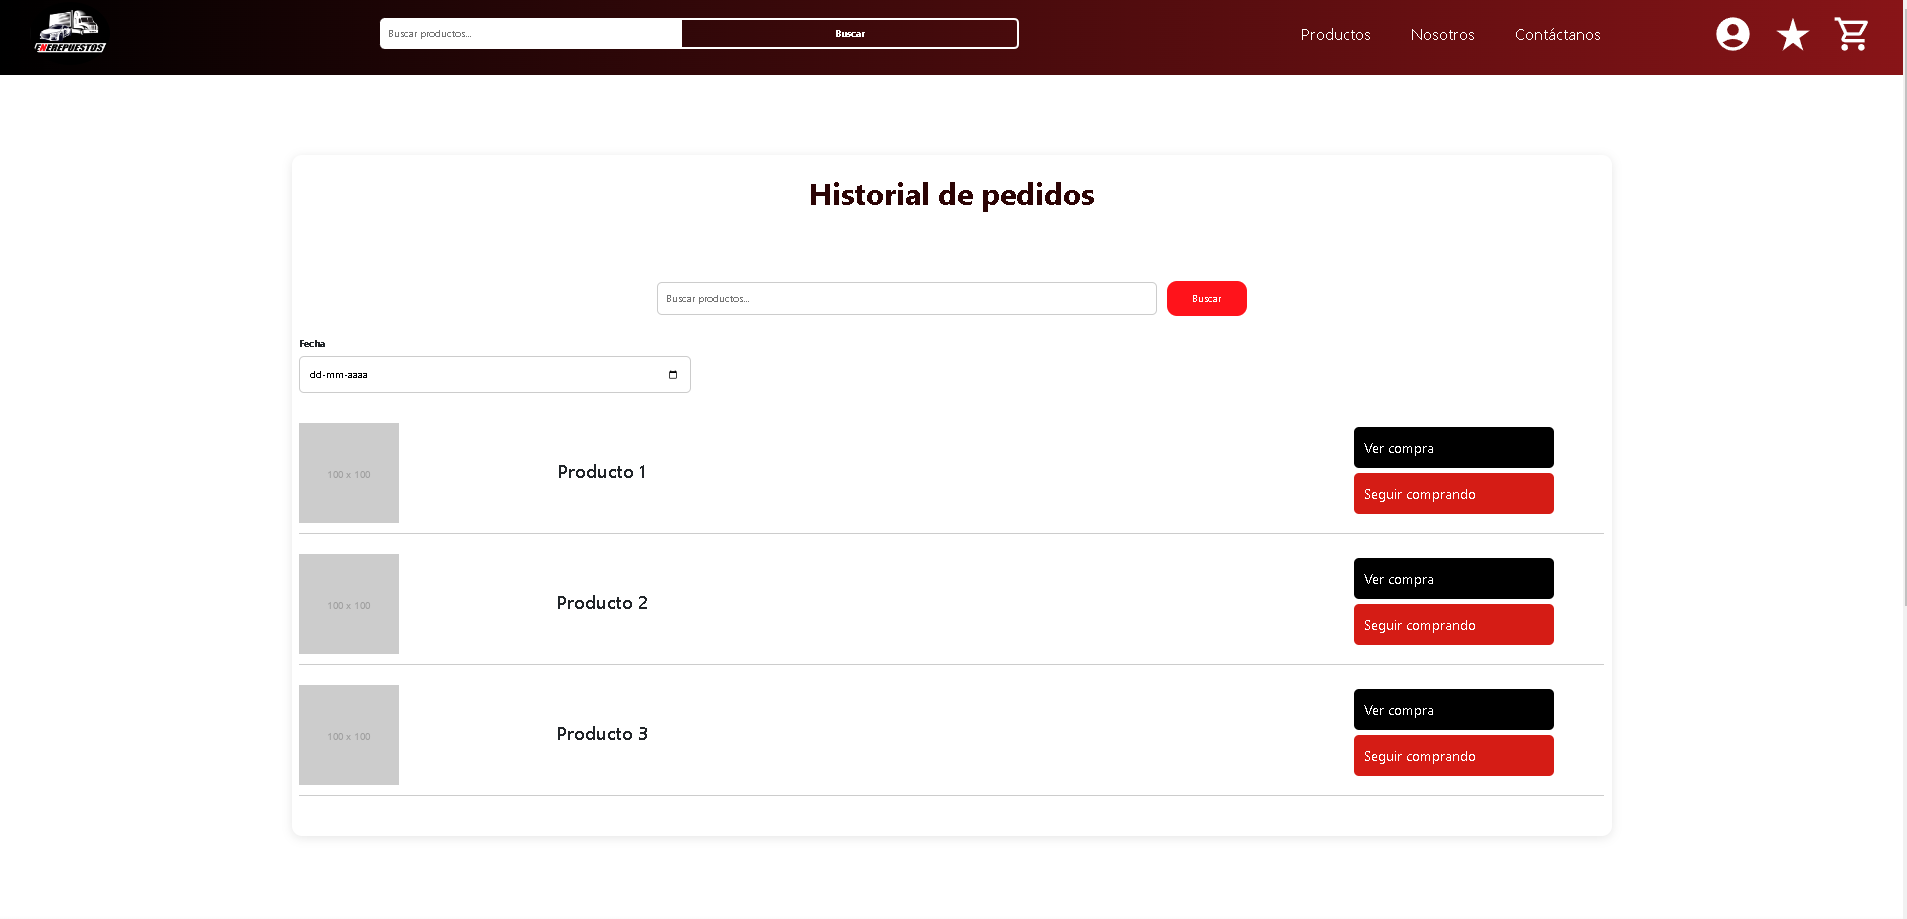 ENEREPUESTOS
Buscar productos...
Buscar
Productos
Nosotros
Contáctanos
Historial de pedidos
Buscar productos...
Buscar
Fecha
dd-mm-aaaa
100 x 100
Producto 1
Ver compra
Seguir comprando
100 x 100
Producto 2
Ver compra
Seguir comprando
100 x 100
Producto 3
Ver compra
Seguir comprando